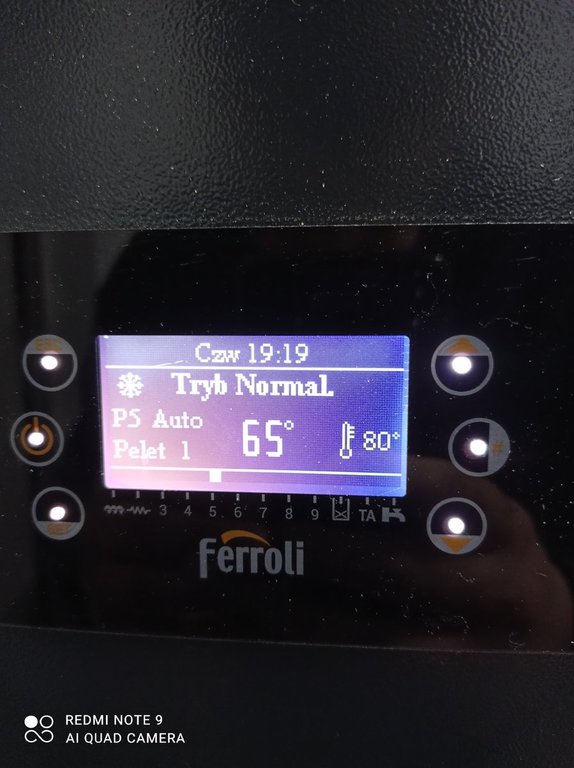 Czw 19:19
Tryb Normal.
P5 Auto
65°
80°
Pelet 1
3 4 5 6 7 8 9 TA
ferroli
REDMI NOTE 9
AI QUAD CAMERA